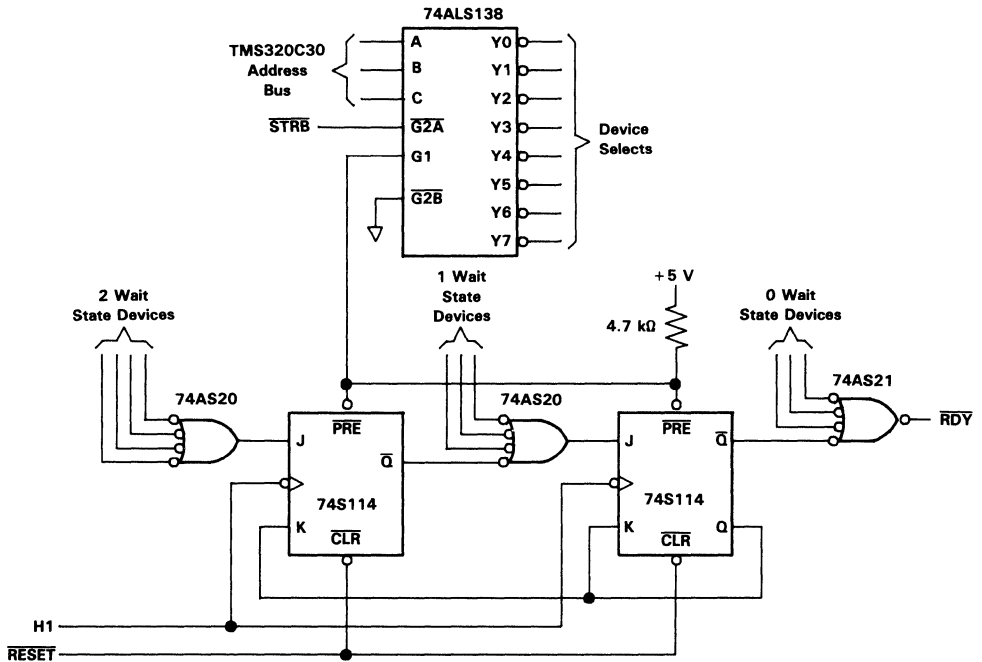 74ALS138
TMS320C30
Address
Bus
A
B
C
STRB
G2A
G1
G2B
Y0
Y1
Y2
Y3
Y4
Y5
Y6
Y7
Device
Selects
2 Wait
State Devices
1 Wait
State
Devices
+5 V
4.7 kΩ
0 Wait
State Devices
74AS20
74AS20
74AS21
RDY
PRE
J
Q
74S114
K
CLR
PRE
J
Q
74S114
K
Q
CLR
H1
RESET